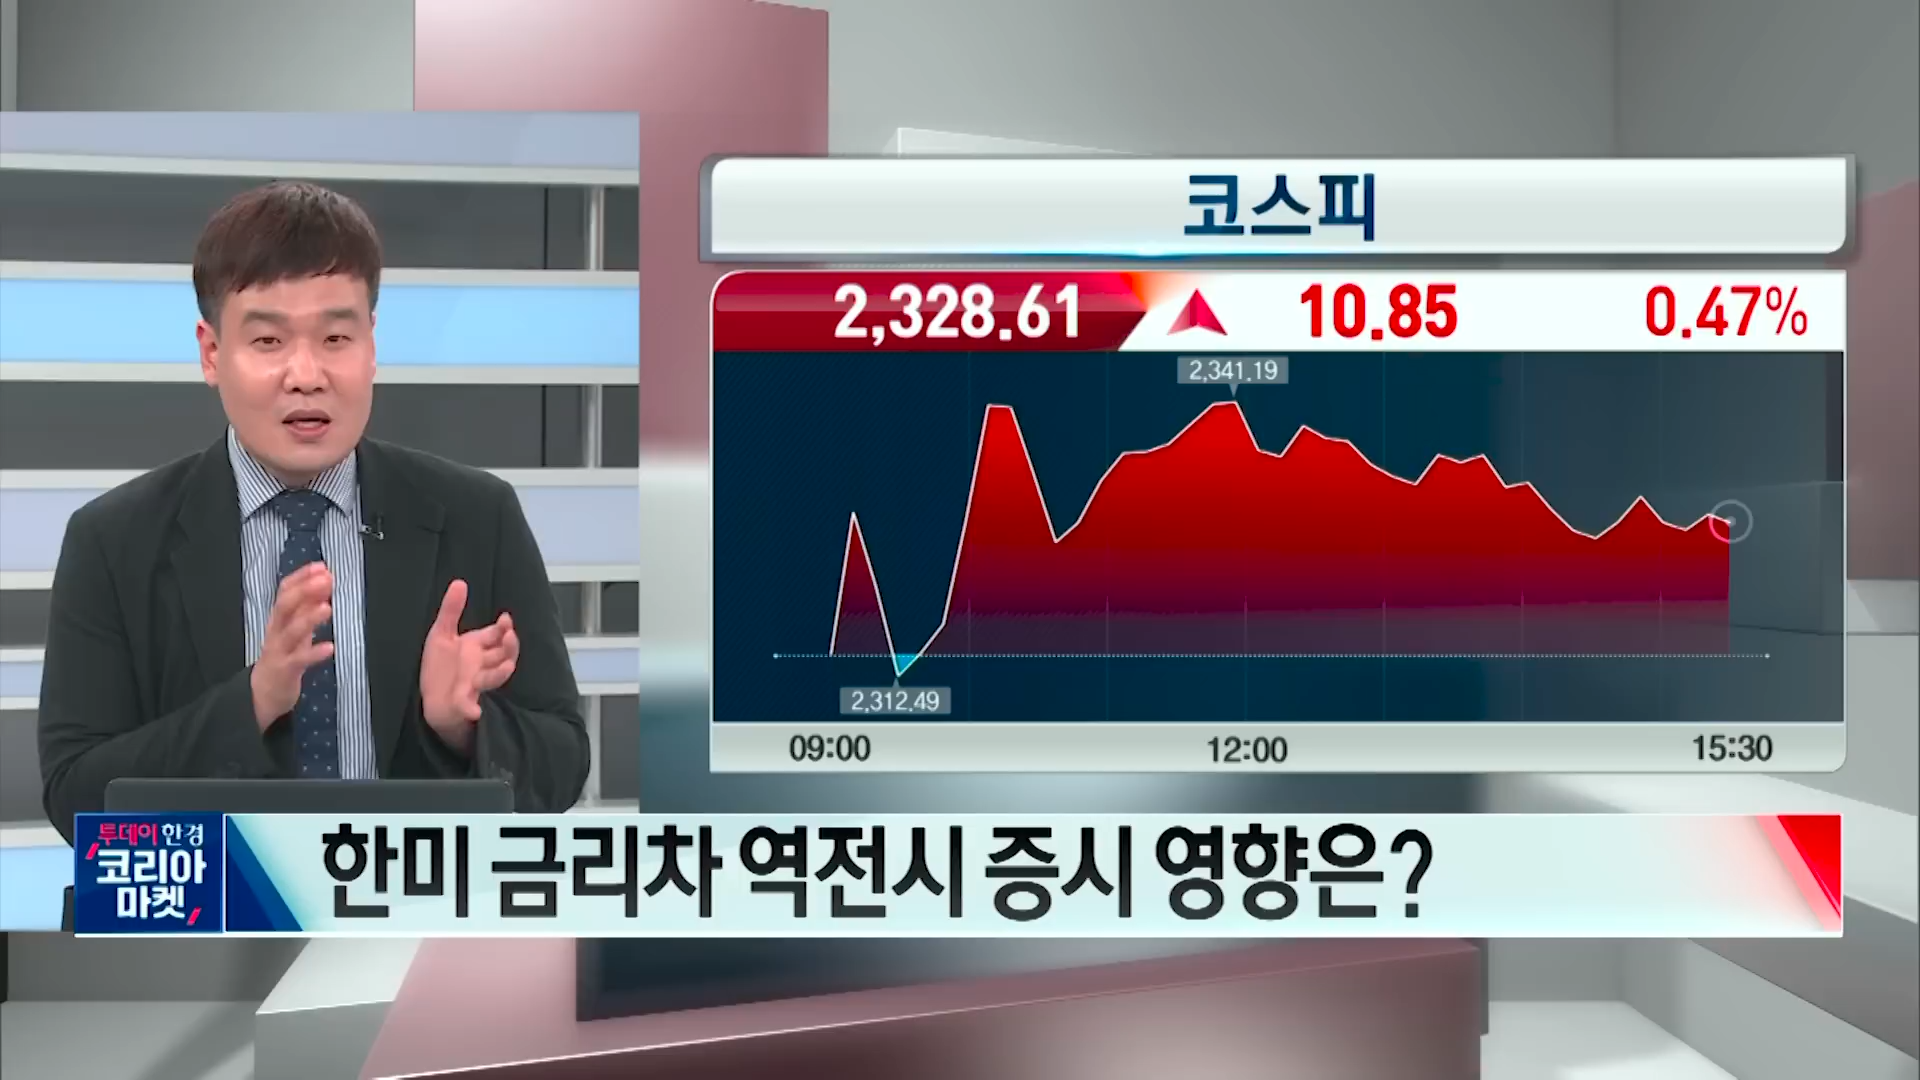 코스피
2,328.61 ▲ 10.85 0.47%
2,341.19
2,312.49
09:00 12:00 15:30
투데이 한경
코리아
마켓
한미 금리차 역전시 증시 영향은?